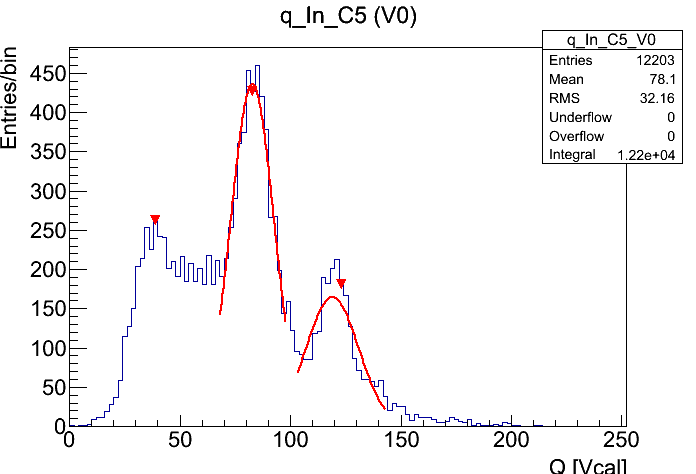 q_In_C5 (V0)
q_In_C5_V0
Entries 12203
Mean 78.1
RMS 32.16
Underflow 0
Overflow 0
Integral 1.22e+04
Entries/bin
450
400
350
300
250
200
150
100
50
0
0 50 100 150 200 250
Q [Vcal]